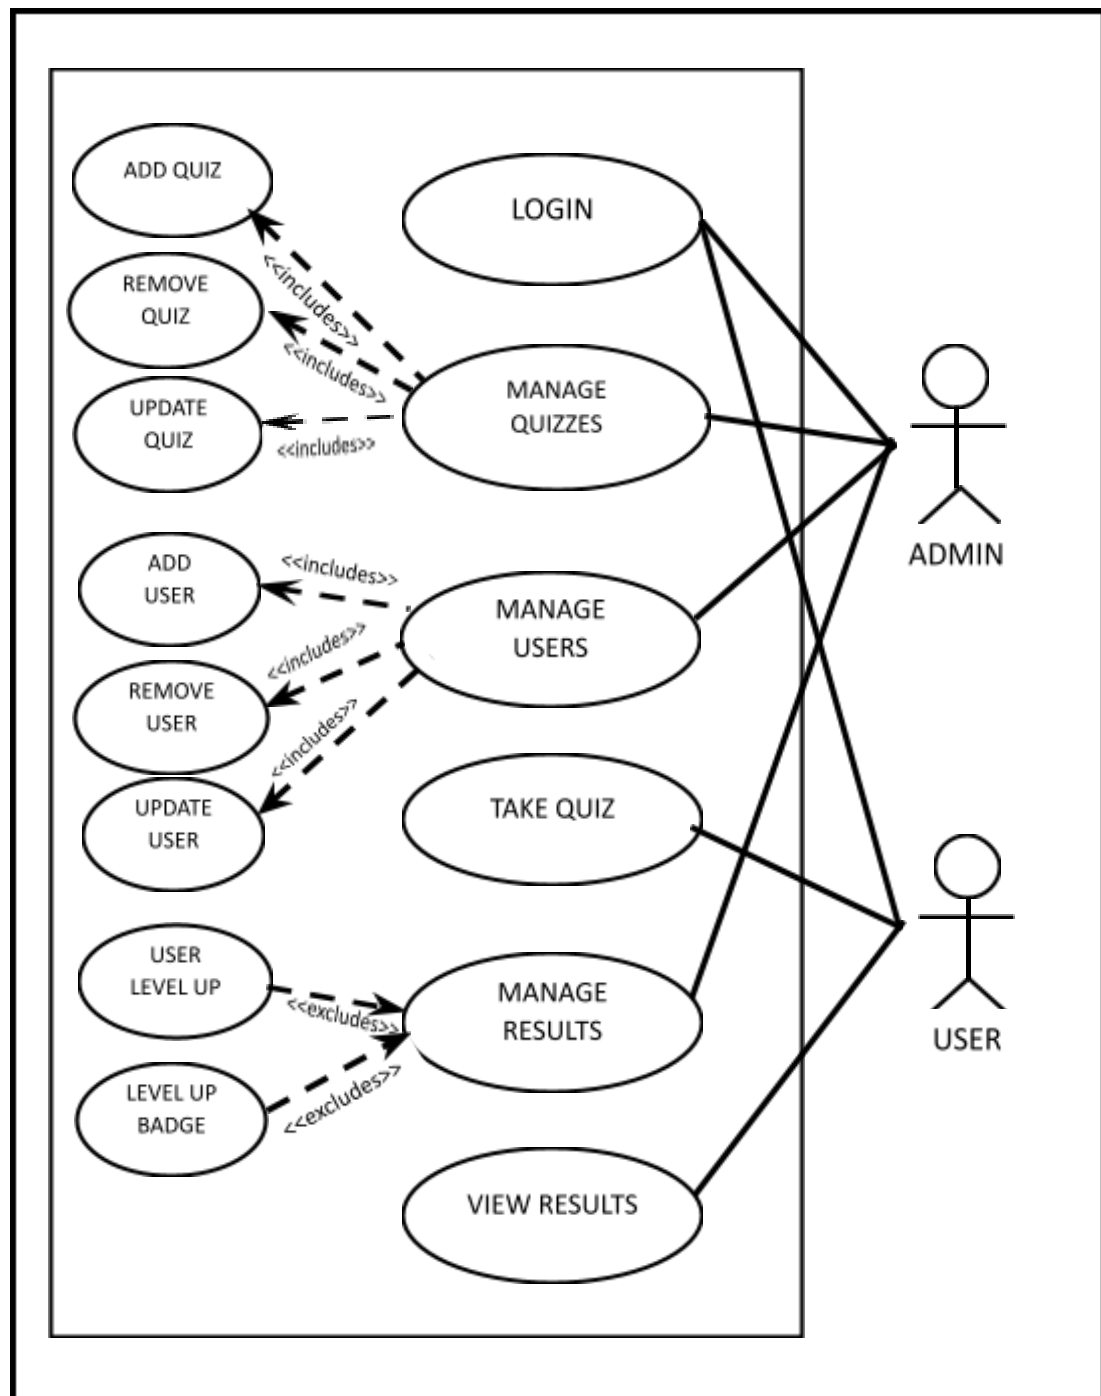 ADD QUIZ
LOGIN
<<includes>>
REMOVE
QUIZ
<<includes>>
MANAGE
QUIZZES
UPDATE
QUIZ
<<includes>>
ADMIN
ADD
USER
<<includes>>
MANAGE
USERS
<<includes>>
REMOVE
USER
<<includes>>
UPDATE
USER
TAKE QUIZ
USER
LEVEL UP
<<excludes>>
MANAGE
RESULTS
USER
LEVEL UP
BADGE
<<excludes>>
VIEW RESULTS